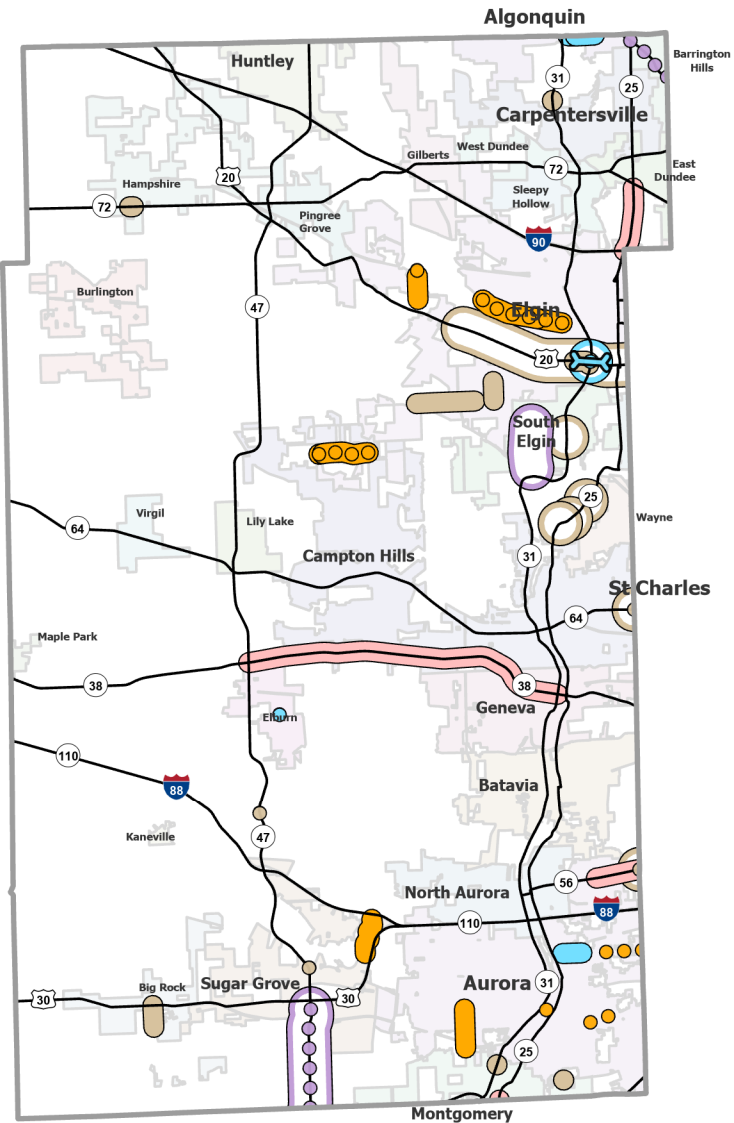 Algonquin
Huntley
Barrington
Hills
31
25
Carpentersville
West Dundee
Gilberts
72
East
Dundee
20
Hampshire
Sleepy
Hollow
72
Pingree
Grove
90
Burlington
47
Elgin
20
South
Elgin
25
Virgil
Lily Lake
Wayne
64
Campton Hills
31
St Charles
64
Maple Park
38
38
Geneva
Elburn
110
88
Batavia
Kaneville
47
56
North Aurora
88
110
Sugar Grove
Aurora
31
Big Rock
30
30
25
Montgomery